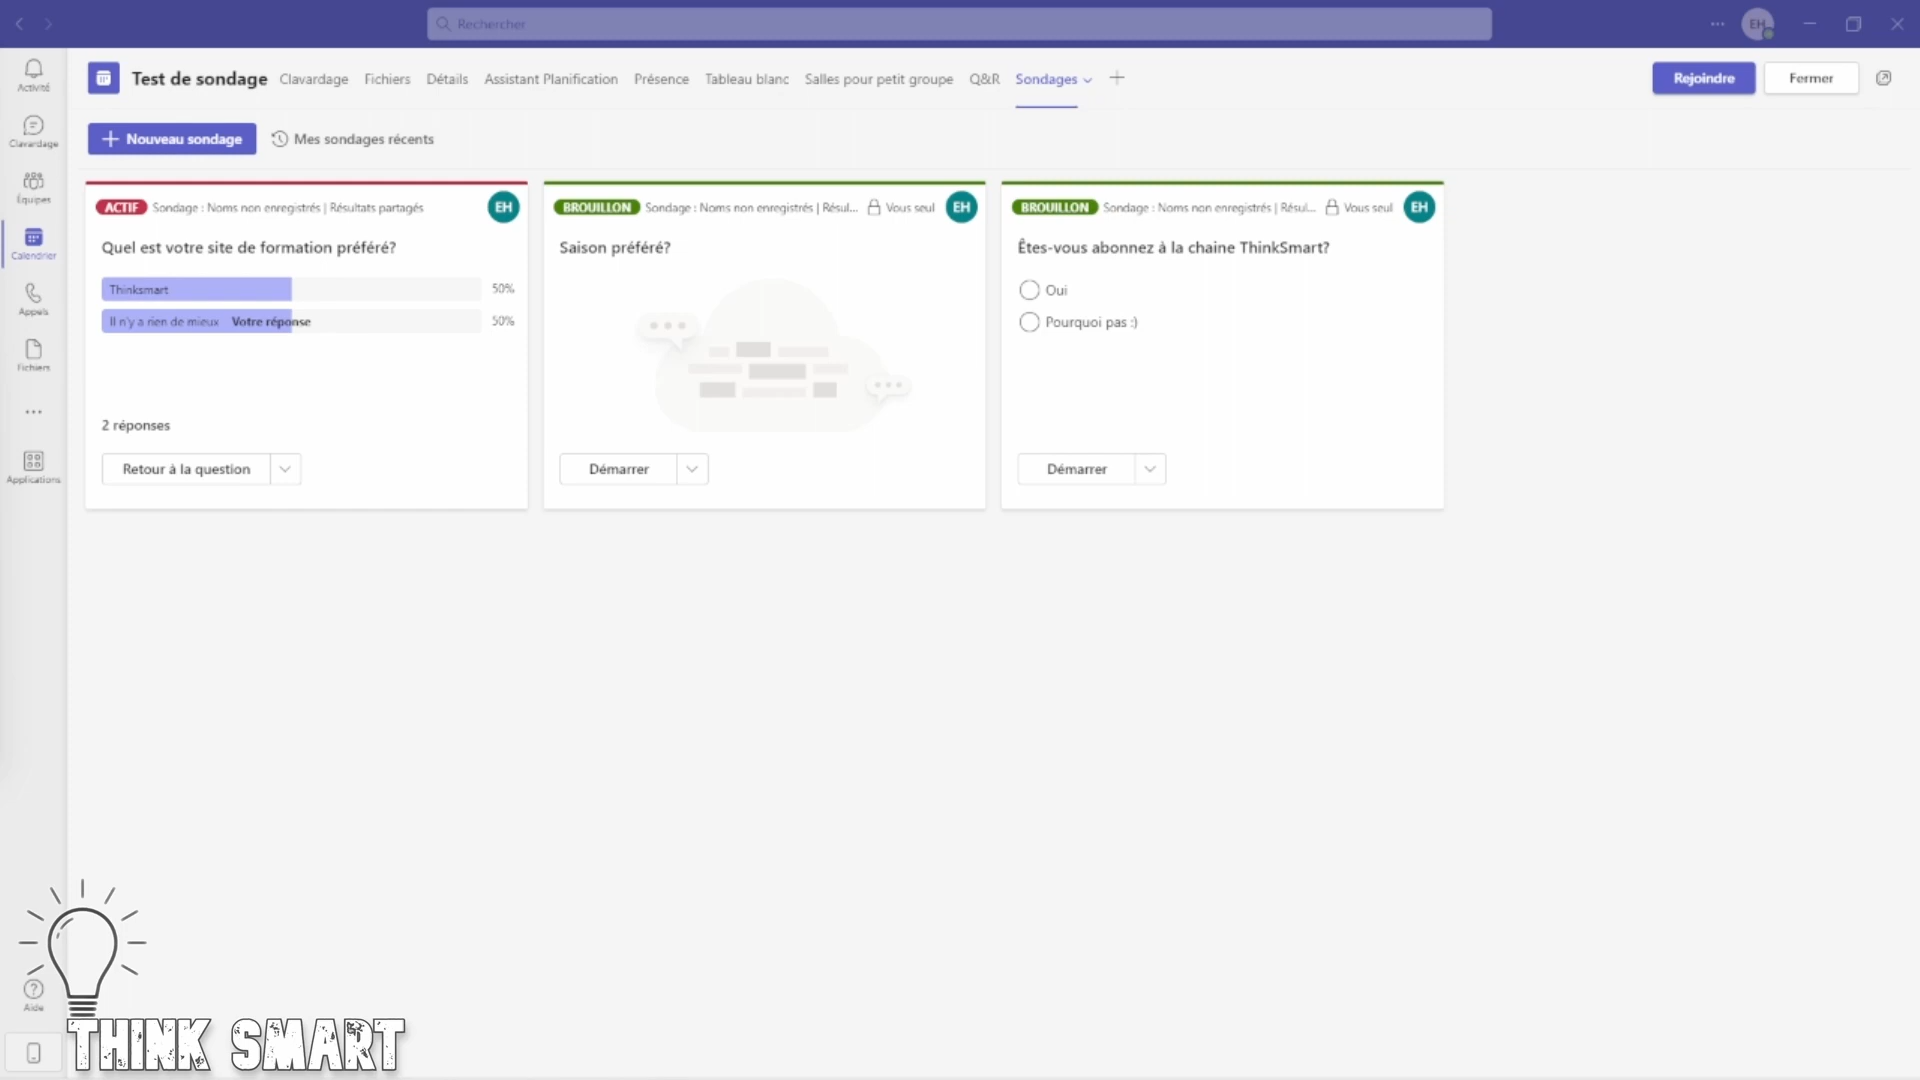 Rechercher
EH
Activité
Clavardage
Équipes
Calendrier
Appels
Fichiers
Applications
Aide
Test de sondage Clavardage Fichiers Détails Assistant Planification Présence Tableau blanc Salles pour petit groupe Q&R Sondages
Rejoindre Fermer
Nouveau sondage Mes sondages récents
ACTIF Sondage : Noms non enregistrés | Résultats partagés EH
Quel est votre site de formation préféré?
Thinksmart 50%
Il n'y a rien de mieux Votre réponse 50%
2 réponses
Retour à la question
BROUILLON Sondage : Noms non enregistrés | Résul... Vous seul EH
Saison préféré?
Démarrer
BROUILLON Sondage : Noms non enregistrés | Résul... Vous seul EH
Êtes-vous abonnez à la chaine ThinkSmart?
Oui
Pourquoi pas :)
Démarrer
THINK SMART